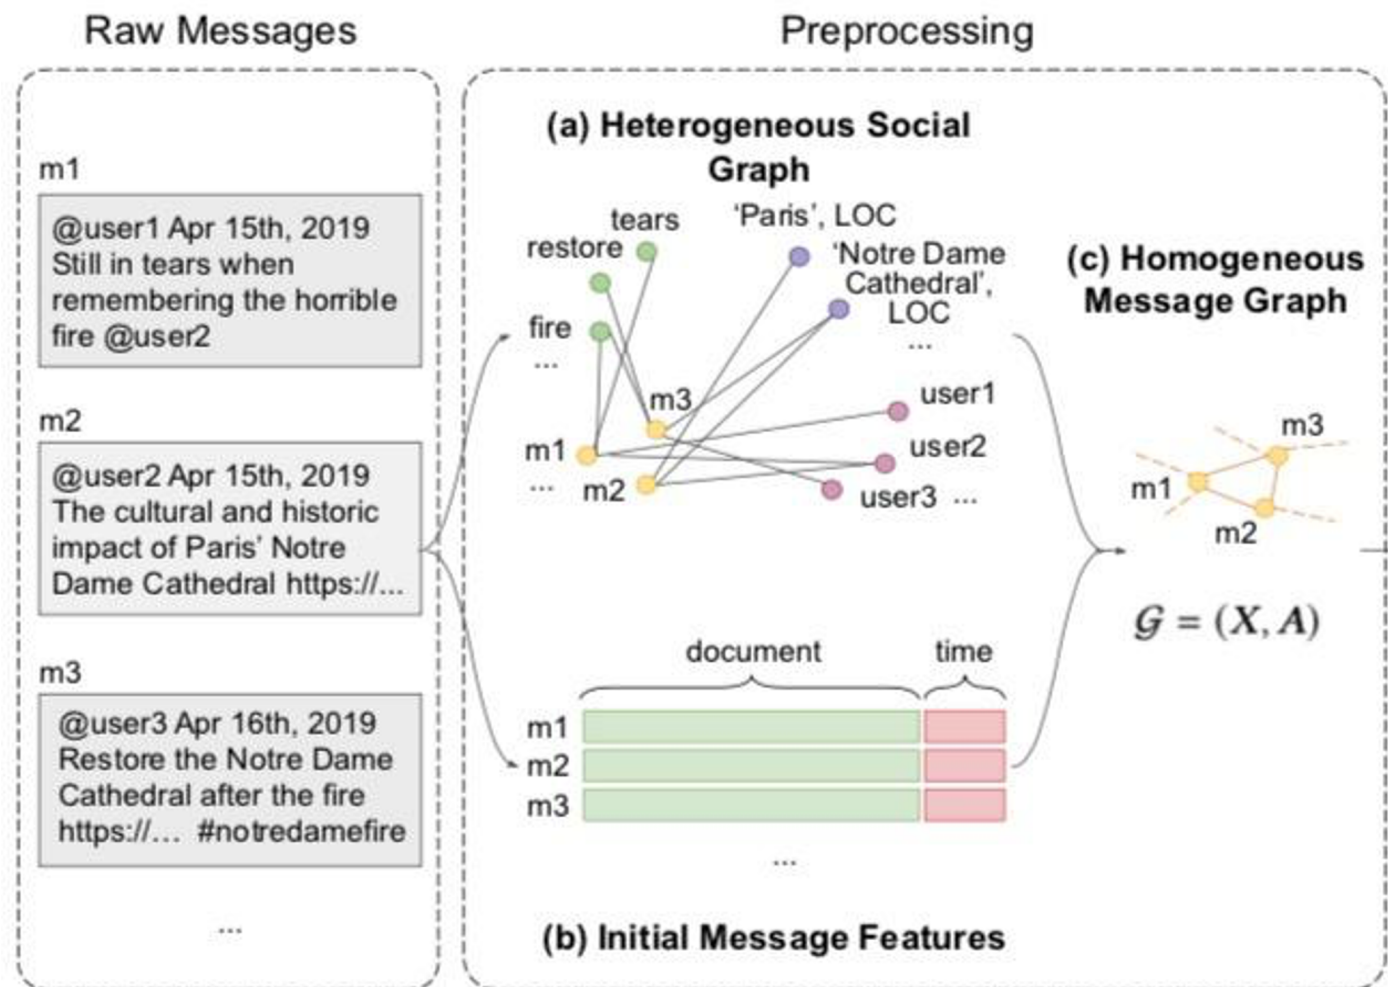 Raw Messages
Preprocessing
m1
@user1 Apr 15th, 2019
Still in tears when
remembering the horrible
fire @user2
m2
@user2 Apr 15th, 2019
The cultural and historic
impact of Paris’ Notre
Dame Cathedral https://...
m3
@user3 Apr 16th, 2019
Restore the Notre Dame
Cathedral after the fire
https://... #notredamefire
...
(a) Heterogeneous Social
Graph
tears
restore
fire
...
‘Paris’, LOC
‘Notre Dame
Cathedral’,
LOC
...
m3
m1
...
m2
user1
user2
user3 ...
document
time
m1
m2
m3
...
(b) Initial Message Features
(c) Homogeneous
Message Graph
m3
m1
m2
𝒢 = (X, A)